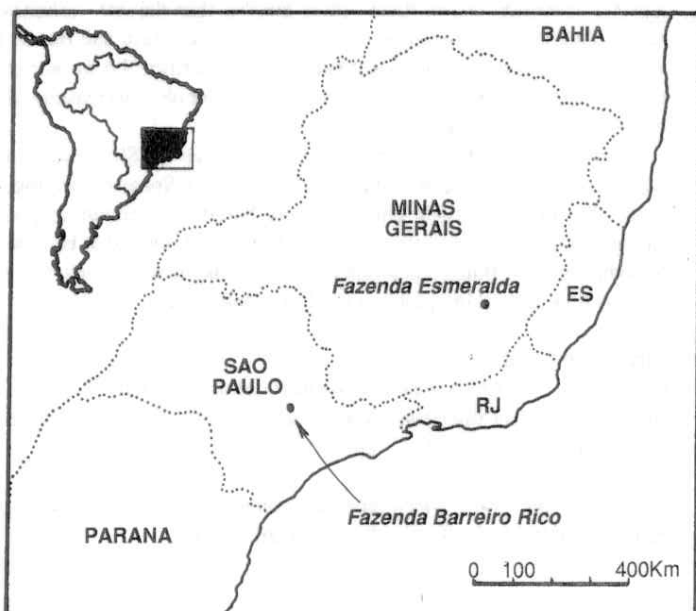 BAHIA
MINAS
GERAIS
Fazenda Esmeralda
ES
SAO
PAULO
RJ
Fazenda Barreiro Rico
PARANA
0 100 400Km